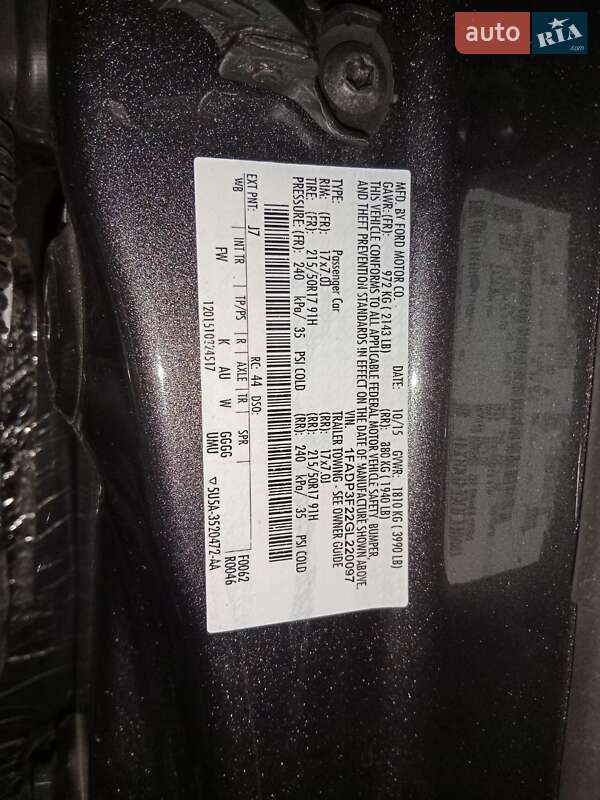 auto RIA.com
MFD. BY FORD MOTOR CO.
DATE: 10/15 GVWR: 1810 KG ( 3990 LB)
GAWR: (FR): 972 KG ( 2143 LB) (RR): 880 KG ( 1940 LB)
THIS VEHICLE CONFORMS TO ALL APPLICABLE FEDERAL MOTOR VEHICLE SAFETY, BUMPER,
AND THEFT PREVENTION STANDARDS IN EFFECT ON THE DATE OF MANUFACTURE SHOWN ABOVE.
VIN: 1FADP3F22GL220097
TYPE: Passenger Car TRAILER TOWING - SEE OWNER GUIDE
RIM: (FR): 17x7.0J (RR): 17x7.0J
TIRE: (FR): 215/50R17 91H (RR): 215/50R17 91H
PRESSURE: (FR): 240 kPa/ 35 PSI COLD (RR): 240 kPa/ 35 PSI COLD
EXT PNT: J7 RC: 44 DSO: F0062
WB INT TR TP/PS R AXLE TR SPR R0046
FW K AU W GGGG
UMU
▽5U5A-3520472-AA